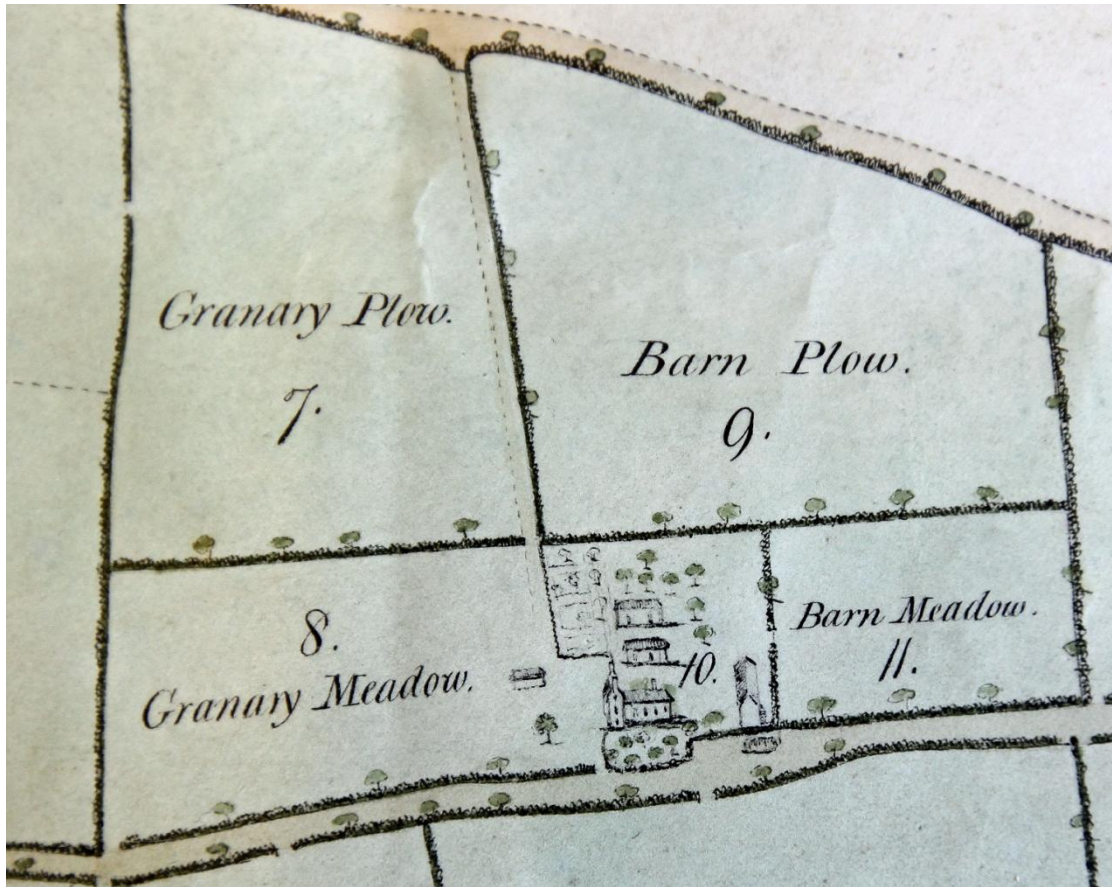 Granary Plow.
7.
Barn Plow.
9.
8.
Granary Meadow.
10.
Barn Meadow.
11.